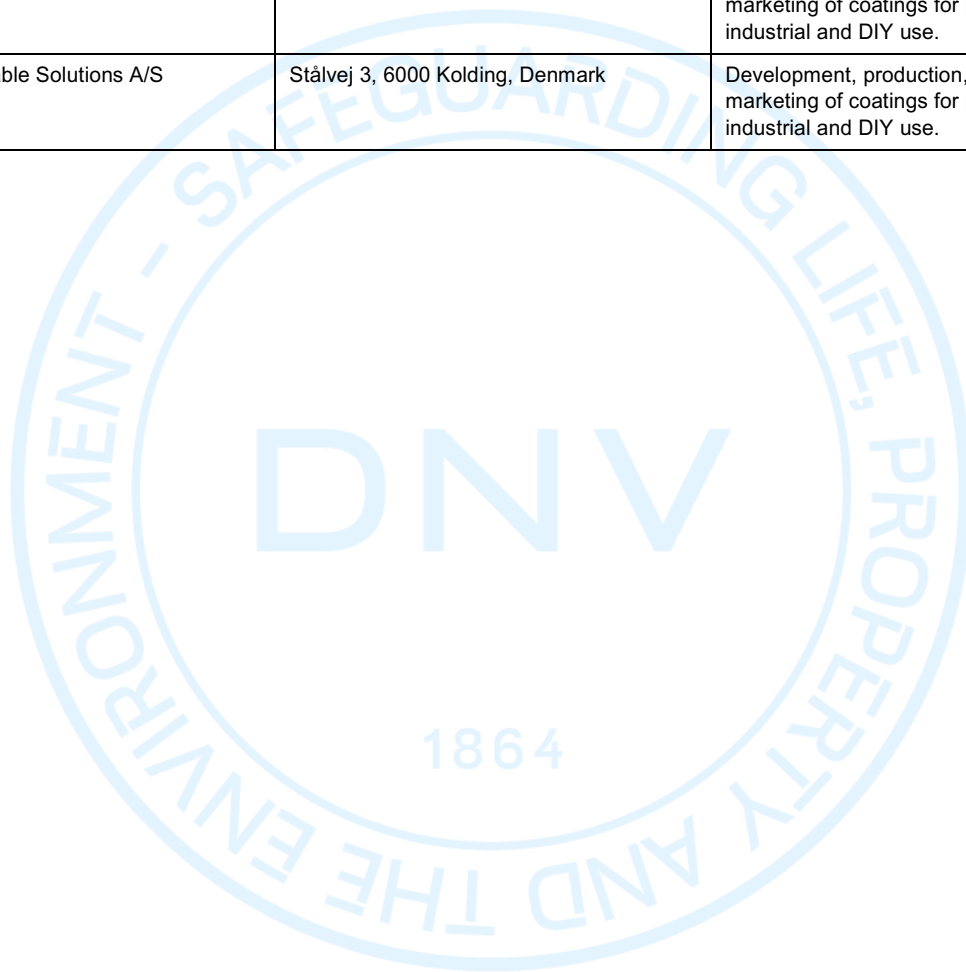 marketing of coatings for
industrial and DIY use.
able Solutions A/S
Stålvej 3, 6000 Kolding, Denmark
Development, production,
marketing of coatings for
industrial and DIY use.
SAFEGUARDING LIFE, PROPERTY AND THE ENVIRONMENT -
DNV
1864